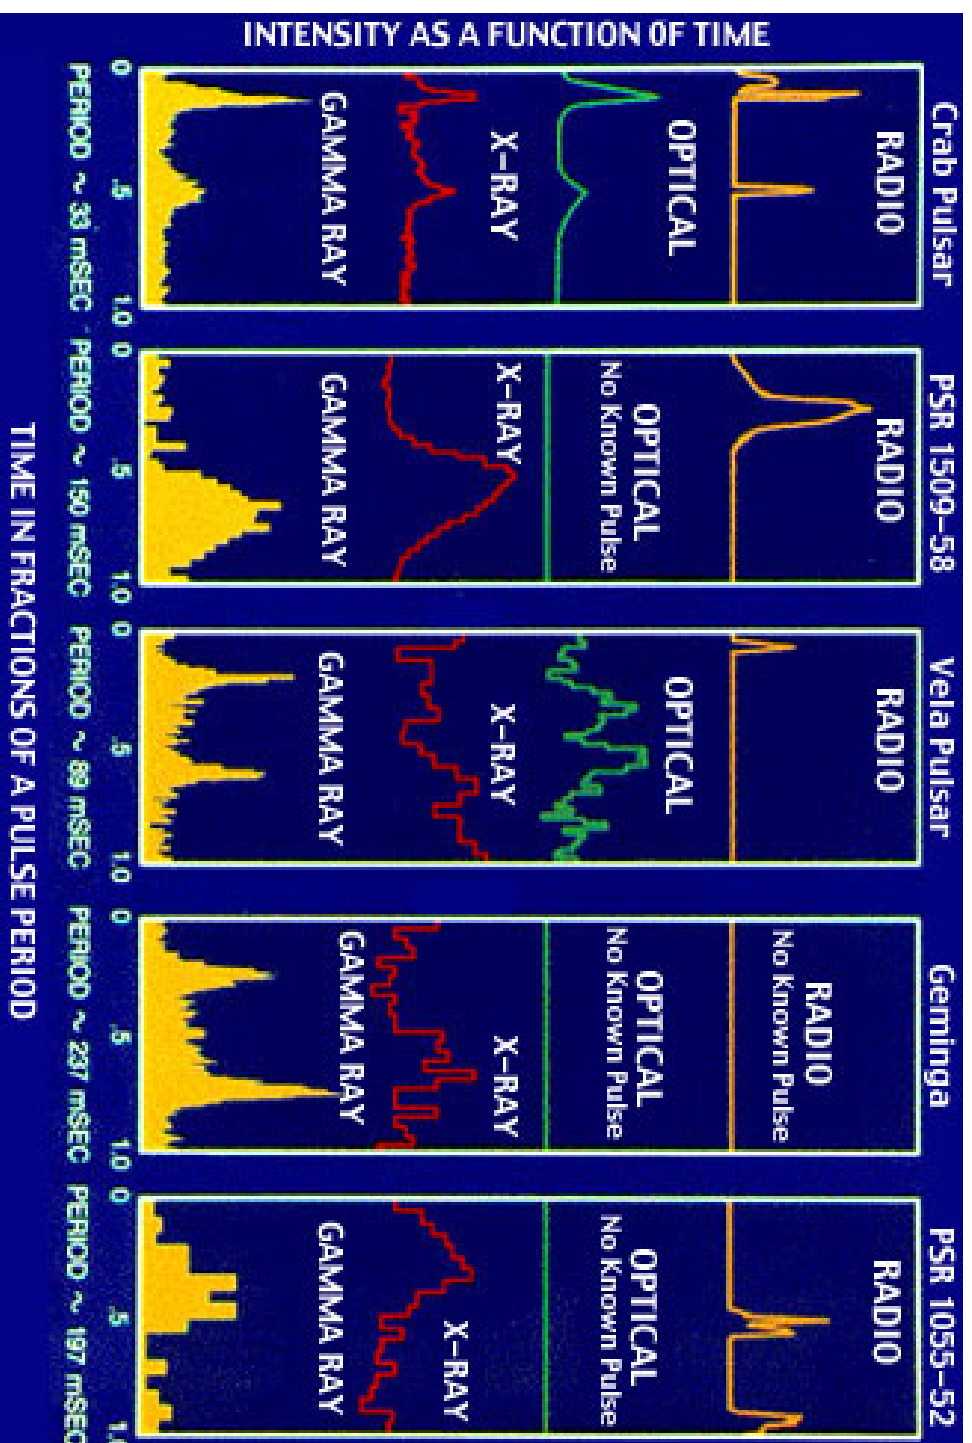 INTENSITY AS A FUNCTION OF TIME
Crab Pulsar
RADIO
OPTICAL
X-RAY
GAMMA RAY
0 .5 1.0
PERIOD ~ 33 mSEC
PSR 1509-58
RADIO
OPTICAL
No Known Pulse
X-RAY
GAMMA RAY
0 .5 1.0
PERIOD ~ 150 mSEC
Vela Pulsar
RADIO
OPTICAL
X-RAY
GAMMA RAY
0 .5 1.0
PERIOD ~ 89 mSEC
Geminga
RADIO
No Known Pulse
OPTICAL
No Known Pulse
X-RAY
GAMMA RAY
0 .5 1.0
PERIOD ~ 237 mSEC
PSR 1055-52
RADIO
OPTICAL
No Known Pulse
X-RAY
GAMMA RAY
0 .5
PERIOD ~ 197 mSEC
TIME IN FRACTIONS OF A PULSE PERIOD